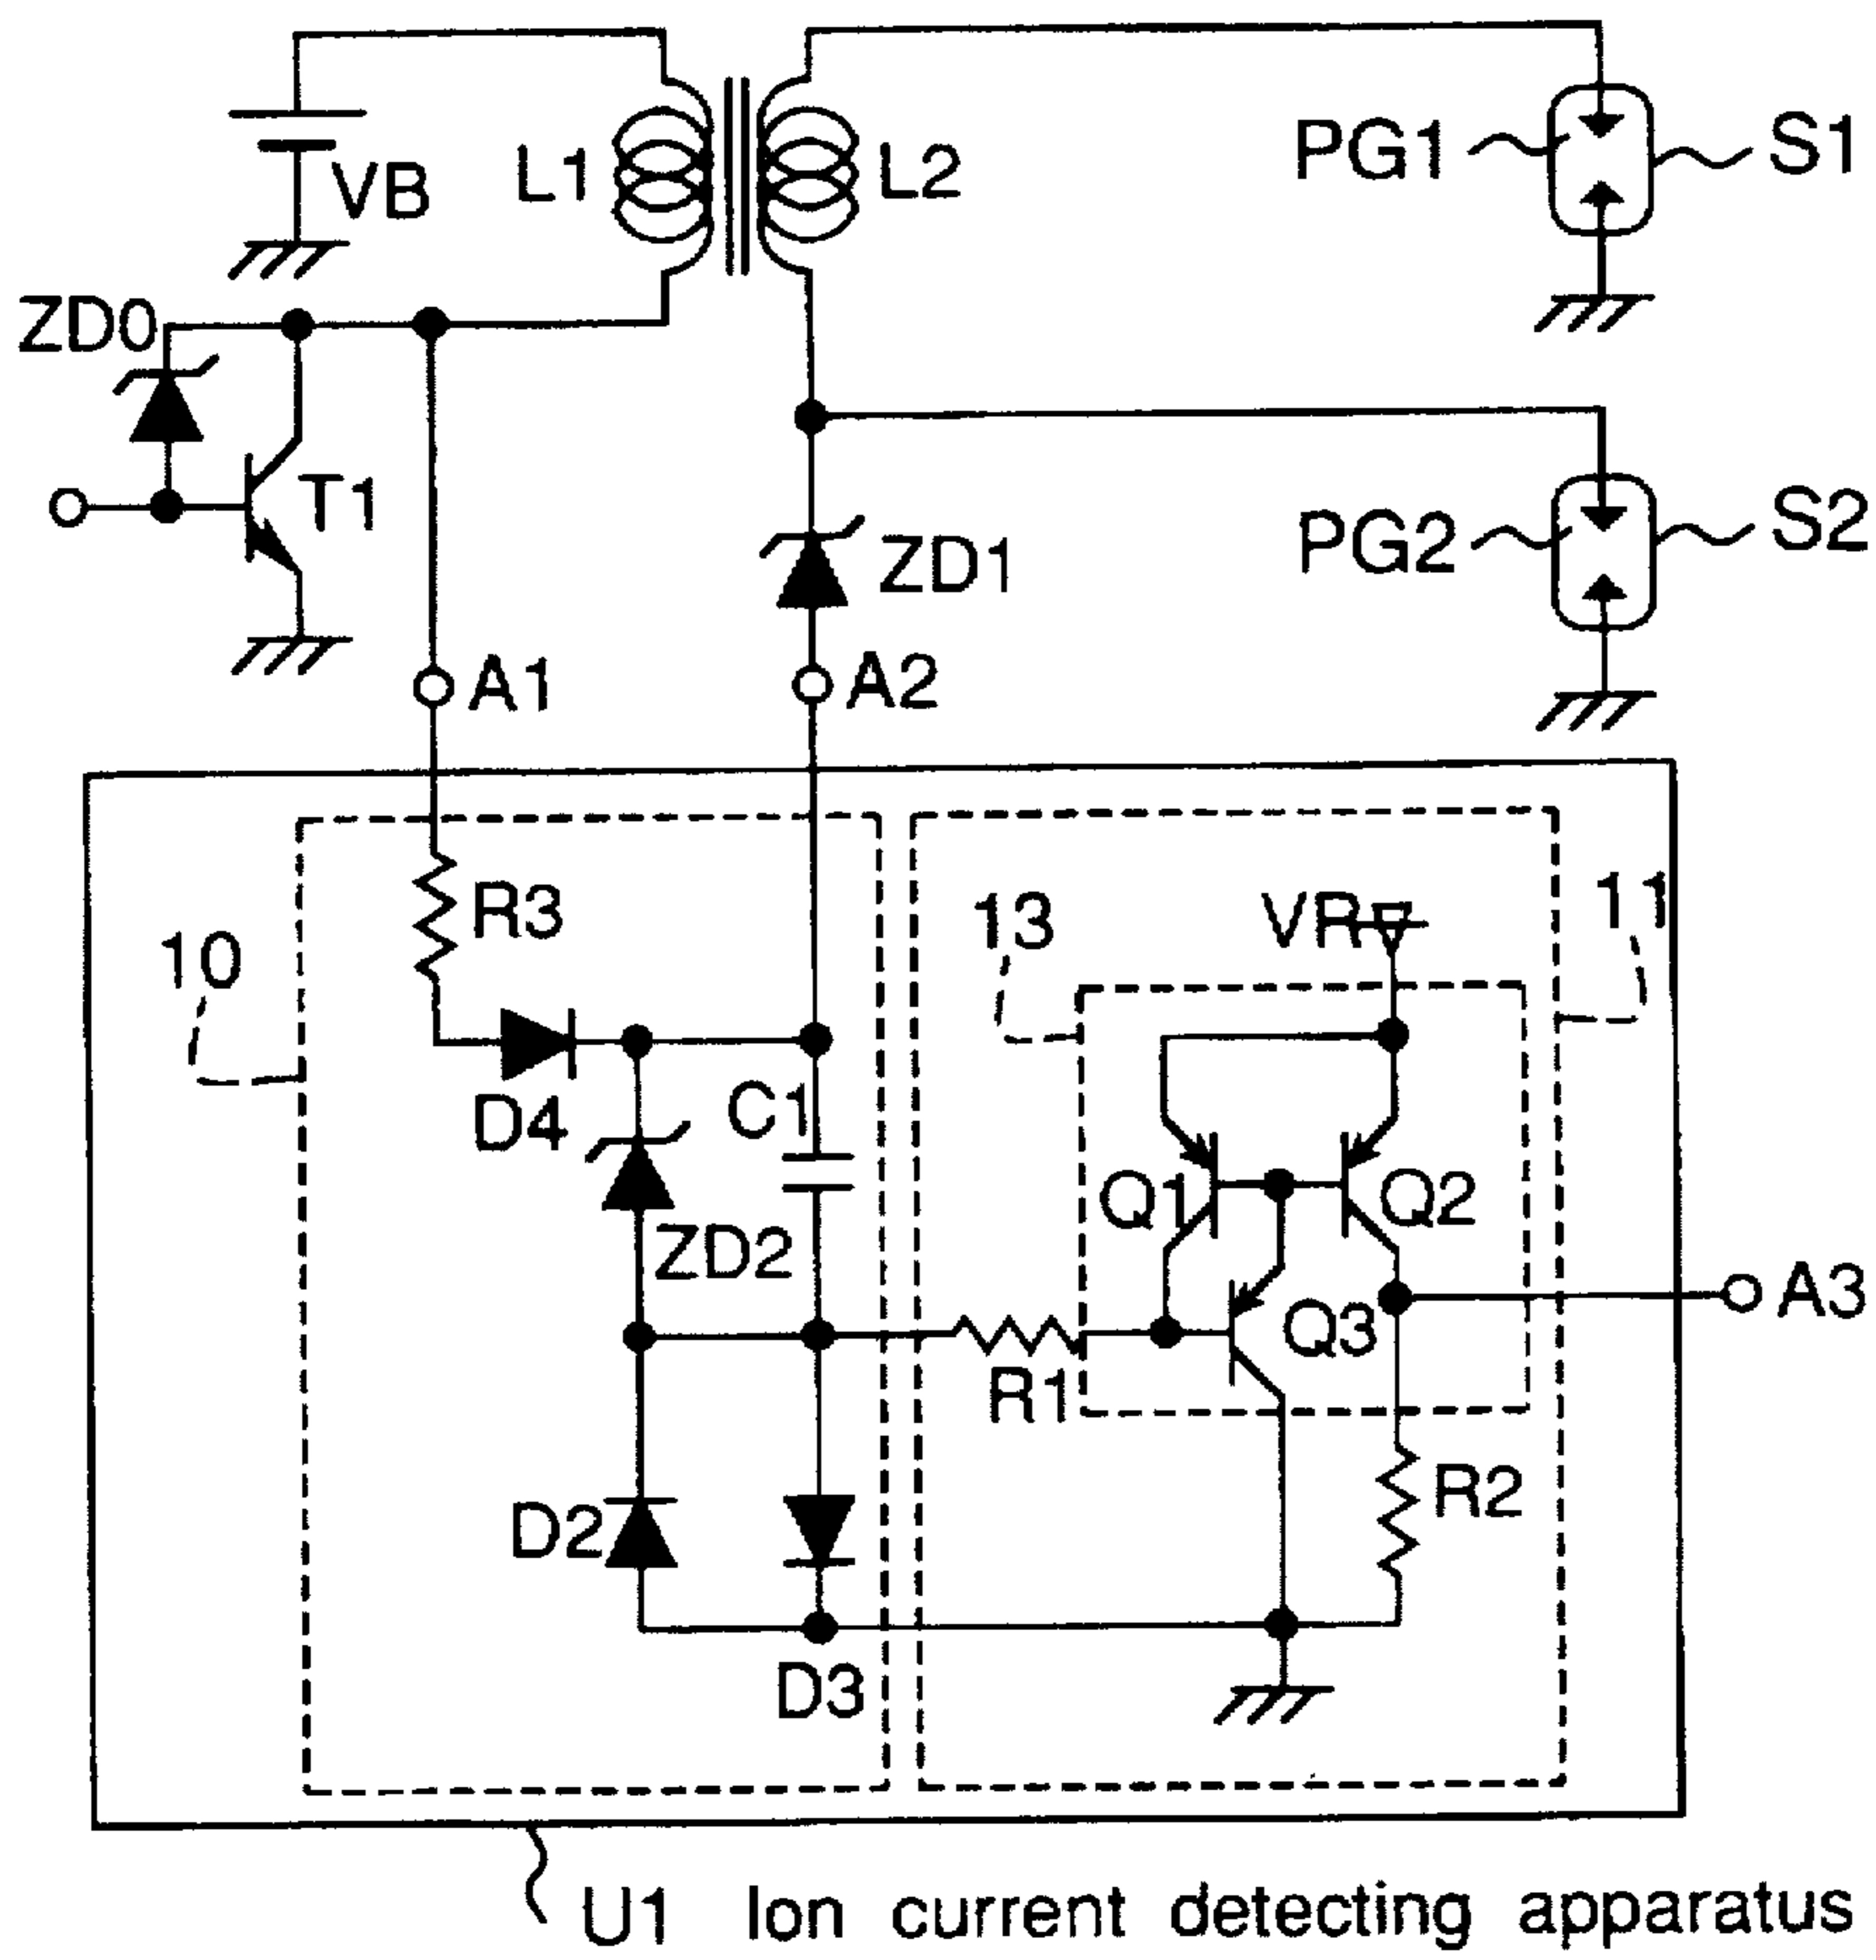 VB
L1
L2
PG1
S1
ZD0
T1
ZD1
PG2
S2
A1
A2
10
R3
13
VR
11
D4
C1
Q1
Q2
ZD2
Q3
A3
R1
D2
R2
D3
U1 Ion current detecting apparatus